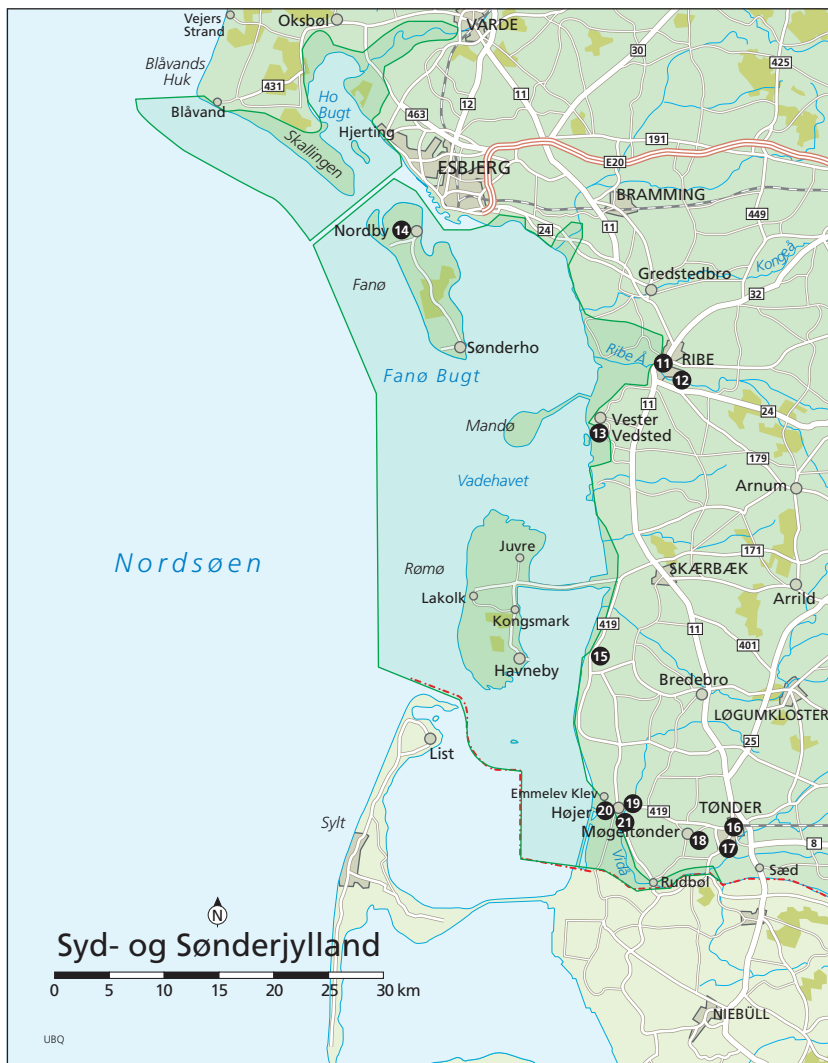 Vejers
Strand
Oksbøl
VARDE
30
425
Blåvands
Huk
431
Ho
Bugt
12
11
Blåvand
463
Hjerting
191
Skallingen
E20
ESBJERG
BRAMMING
449
Nordby
14
24
11
Kongeå
Gredstedbro
Fanø
32
Sønderho
Ribe Å
11
RIBE
12
Fanø Bugt
11
24
Mandø
Vester
Vedsted
13
179
Vadehavet
Arnum
Nordsøen
Juvre
171
Rømø
SKÆRBÆK
Lakolk
Arrild
Kongsmark
419
11
401
15
Havneby
Bredebro
LØGUMKLOSTER
List
25
Emmelev Klev
19
Højer
20
419
TØNDER
21
16
Møgeltønder
18
Sylt
17
8
Vidå
Sæd
Rudbøl
N
Syd- og Sønderjylland
0 5 10 15 20 25 30 km
NIEBÜLL
UBQ